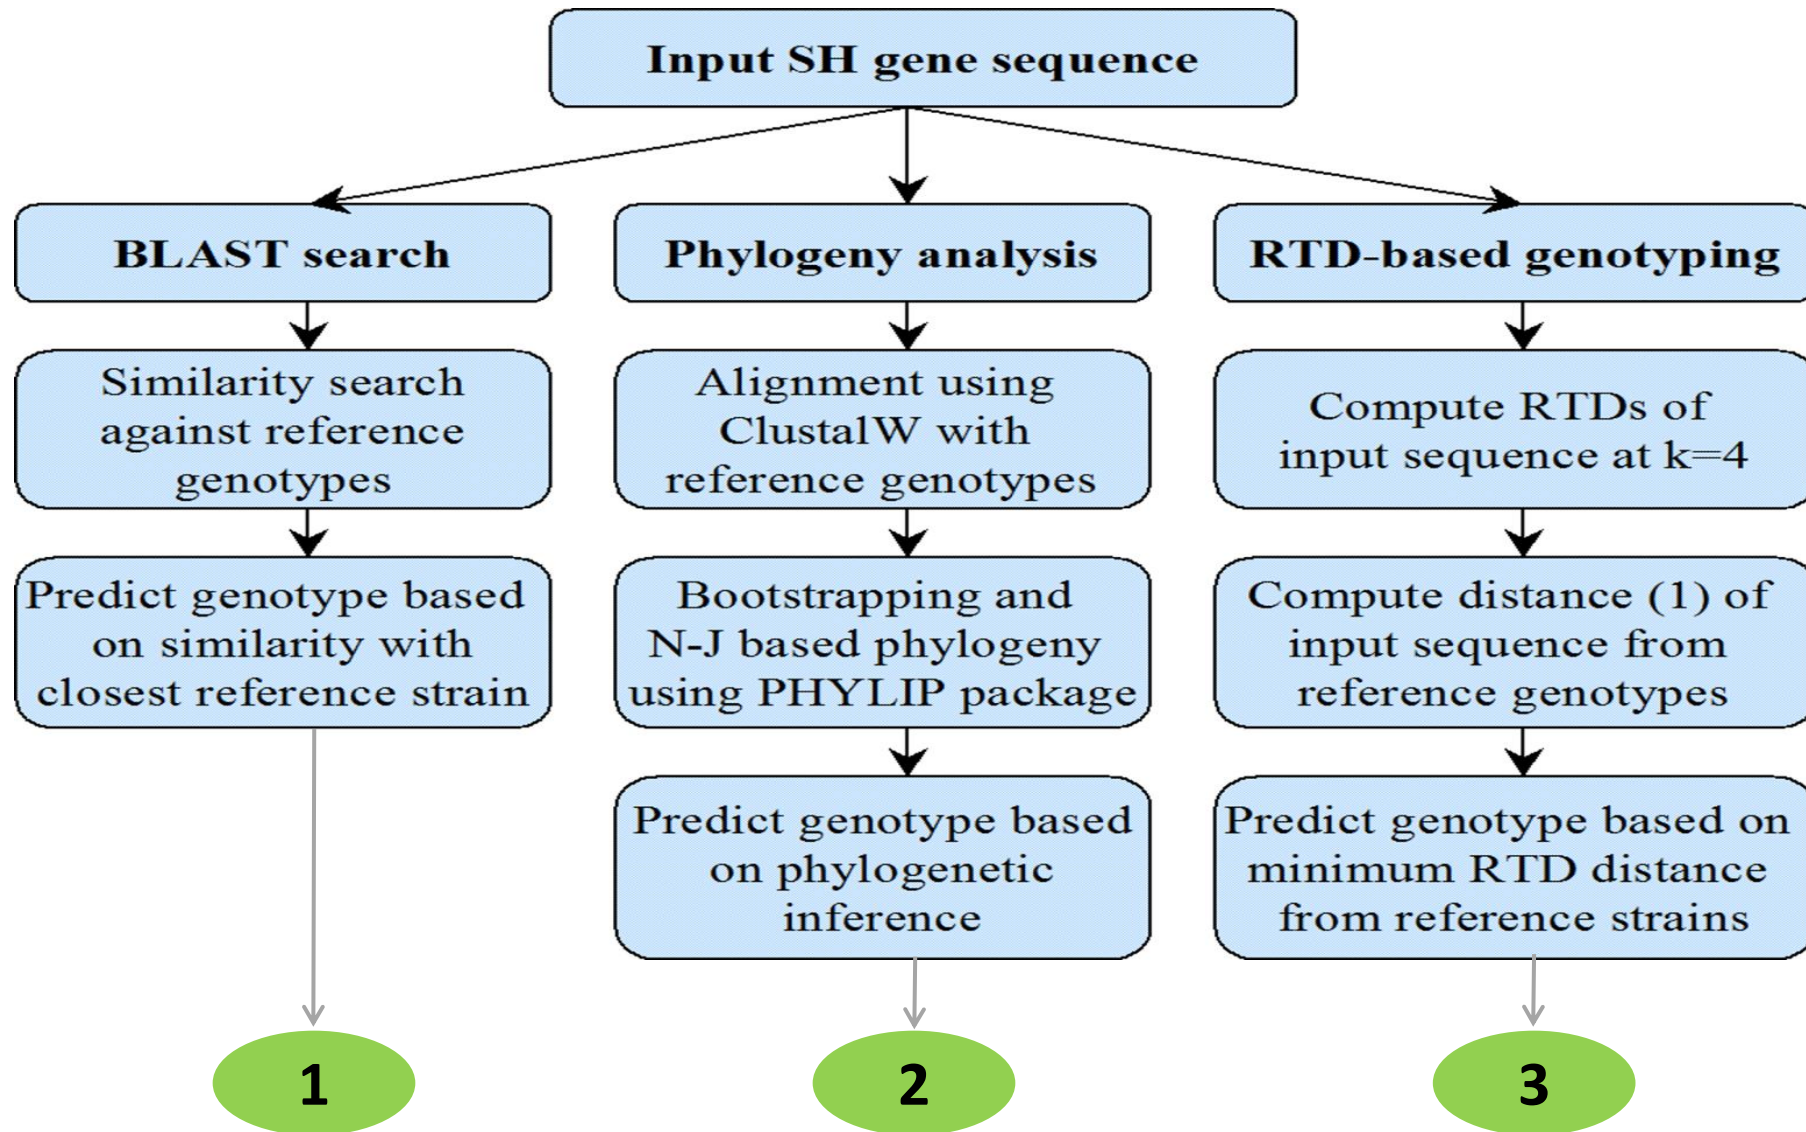 Input SH gene sequence
BLAST search
Similarity search
against reference
genotypes
Predict genotype based
on similarity with
closest reference strain
1
Phylogeny analysis
Alignment using
ClustalW with
reference genotypes
Bootstrapping and
N-J based phylogeny
using PHYLIP package
Predict genotype based
on phylogenetic
inference
2
RTD-based genotyping
Compute RTDs of
input sequence at k=4
Compute distance (1) of
input sequence from
reference genotypes
Predict genotype based on
minimum RTD distance
from reference strains
3